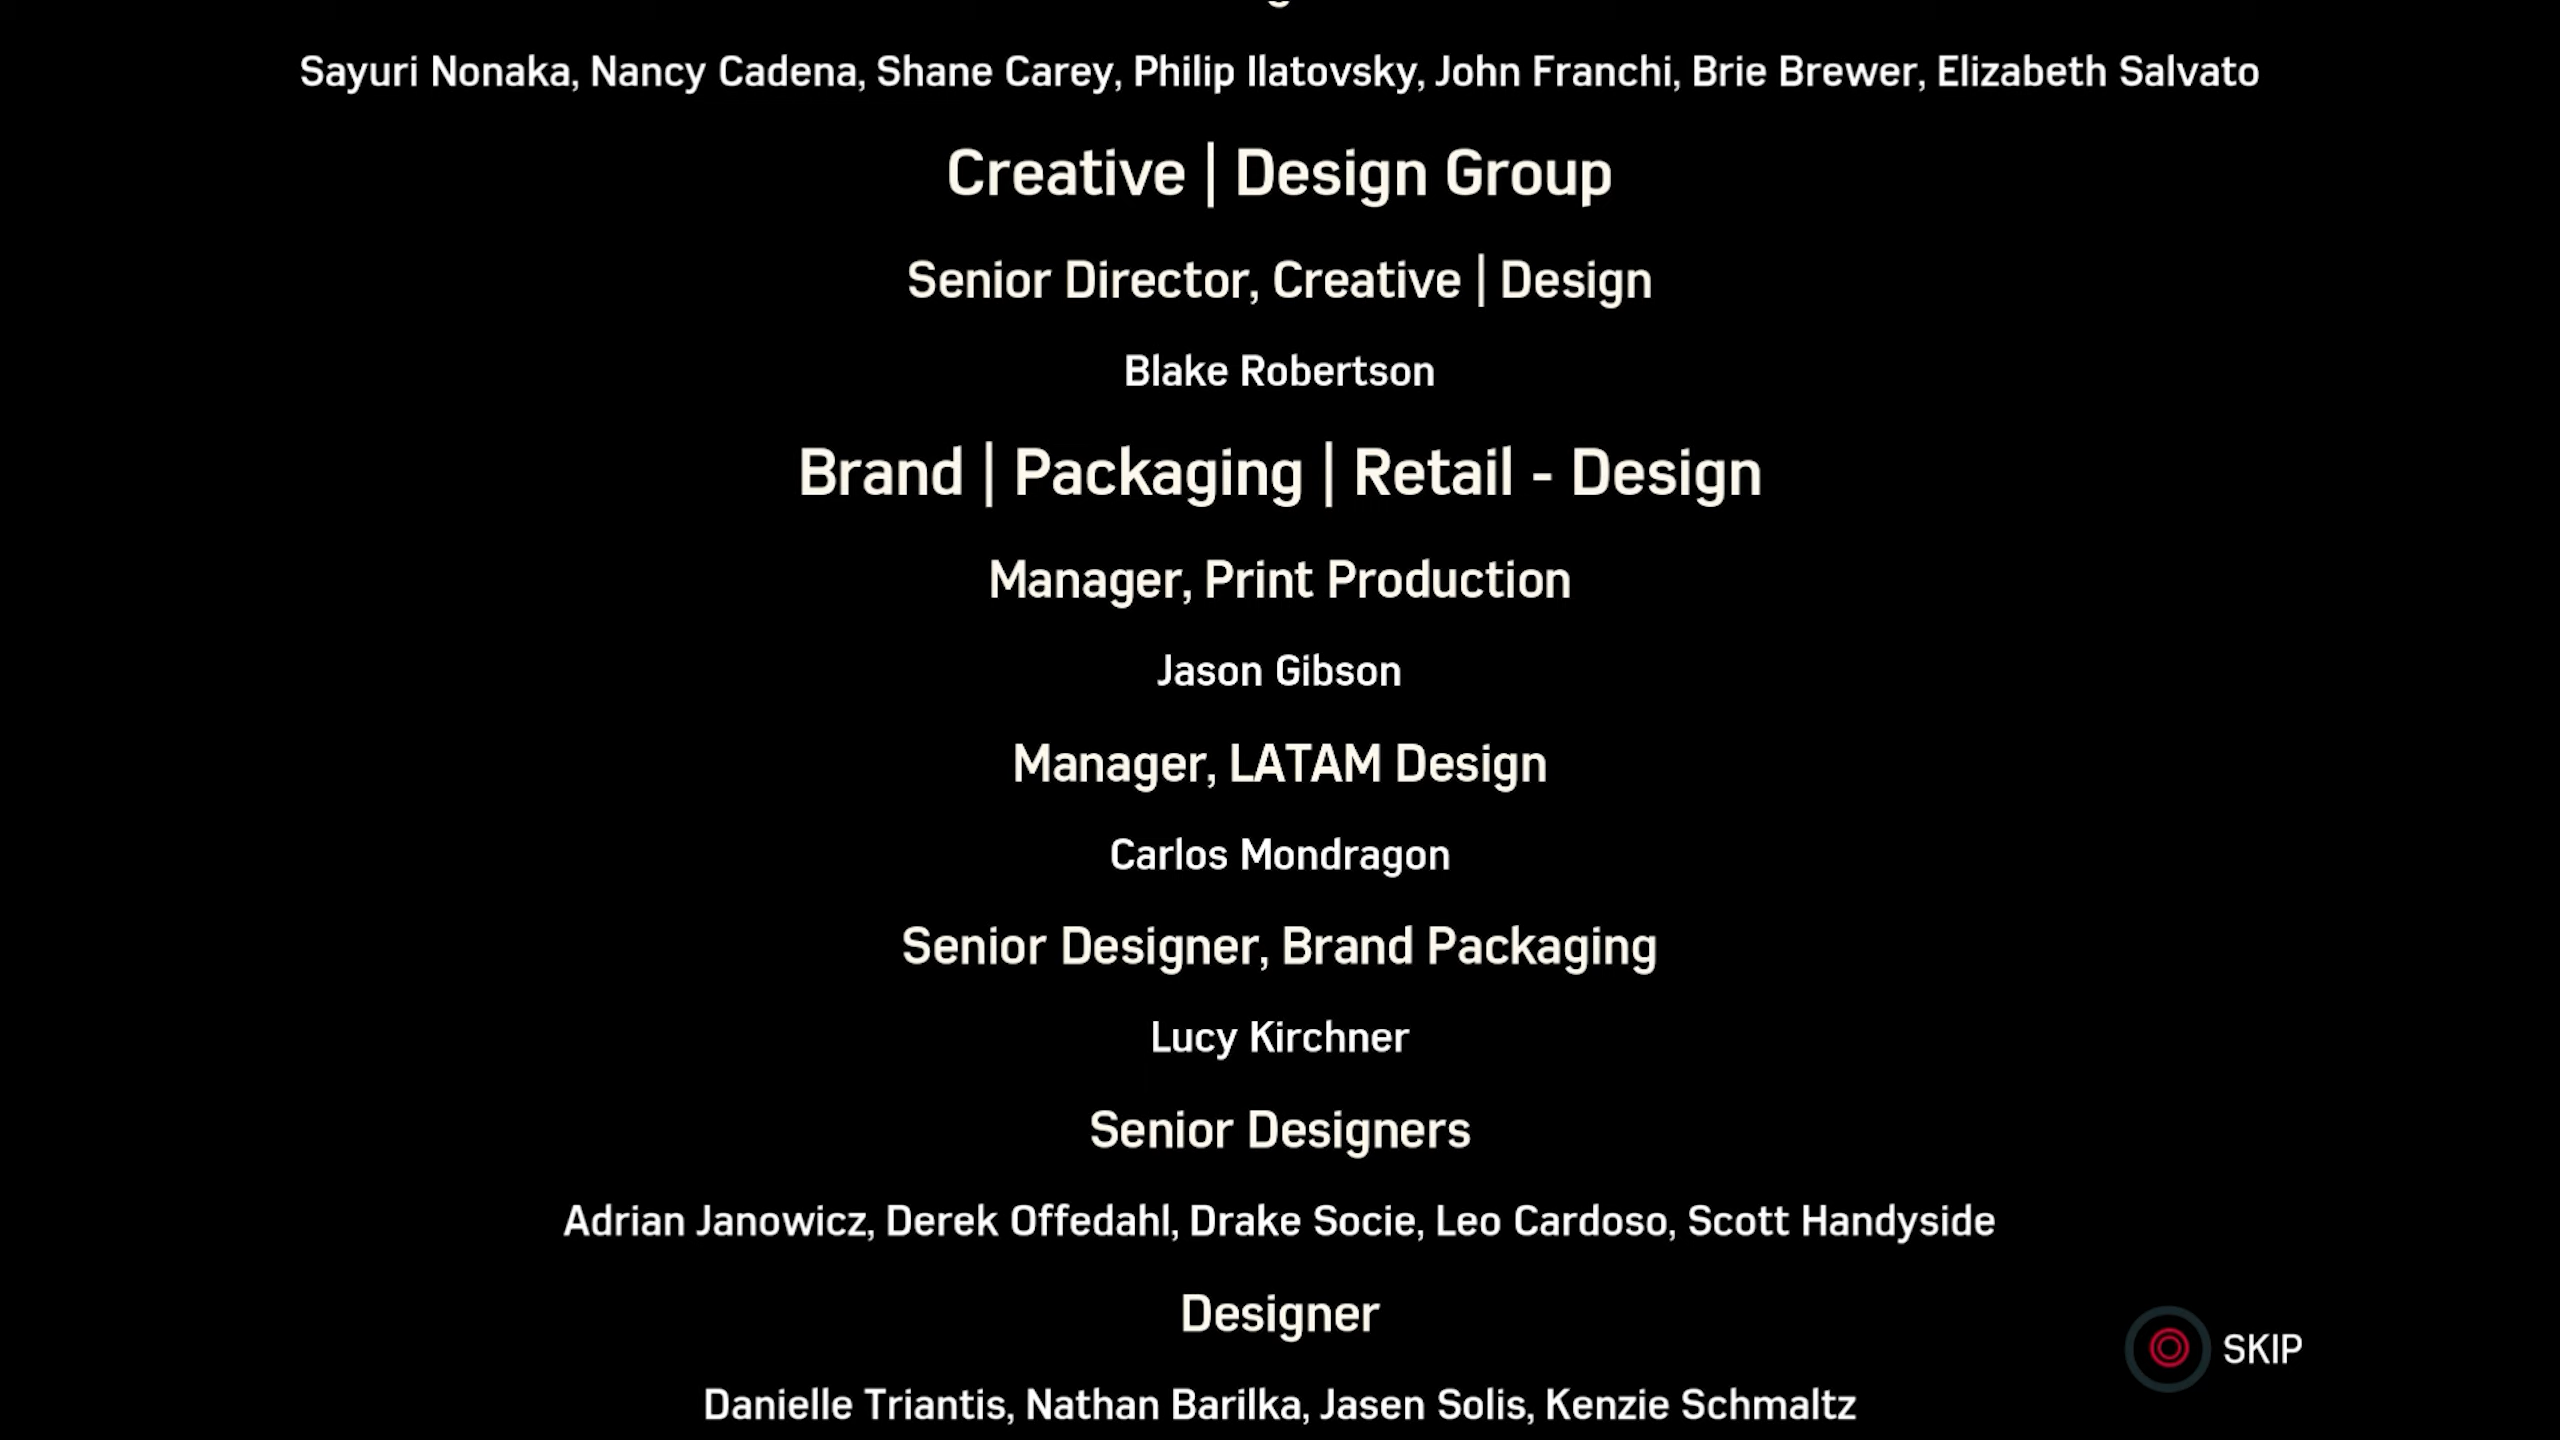 Sayuri Nonaka, Nancy Cadena, Shane Carey, Philip Ilatovsky, John Franchi, Brie Brewer, Elizabeth Salvato
Creative | Design Group
Senior Director, Creative | Design
Blake Robertson
Brand | Packaging | Retail - Design
Manager, Print Production
Jason Gibson
Manager, LATAM Design
Carlos Mondragon
Senior Designer, Brand Packaging
Lucy Kirchner
Senior Designers
Adrian Janowicz, Derek Offedahl, Drake Socie, Leo Cardoso, Scott Handyside
Designer
SKIP
Danielle Triantis, Nathan Barilka, Jasen Solis, Kenzie Schmaltz